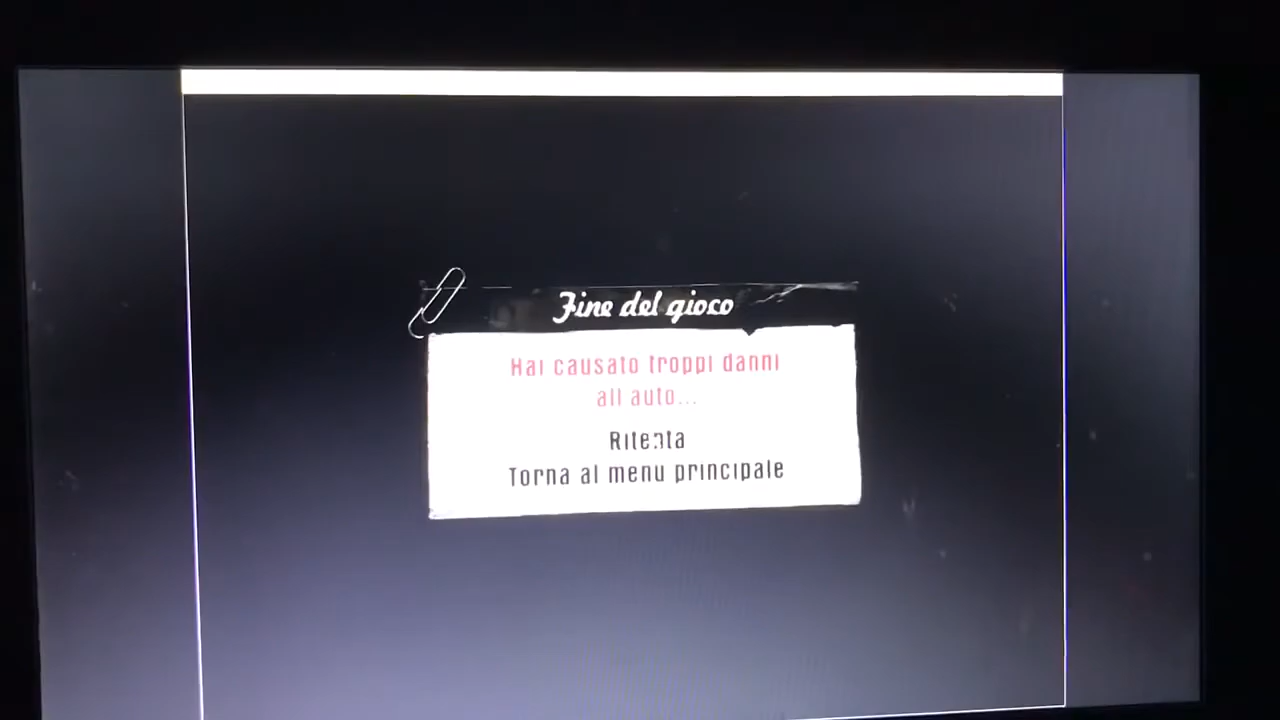 Fine del gioco
Hai causato troppi danni
all auto...
Ritenta
Torna al menu principale